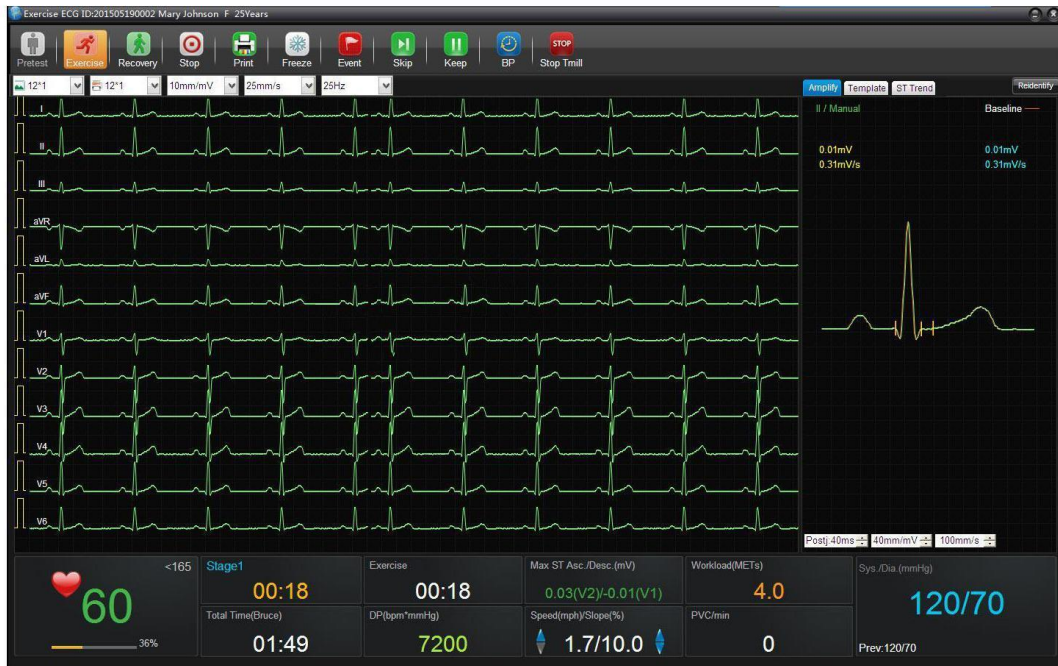 Exercise ECG ID:201505190002 Mary Johnson F 25Years
Pretest Exercise Recovery Stop Print Freeze Event Skip Keep BP STOP Stop Tmill
12*1 12*1 10mm/mV 25mm/s 25Hz
Amplify Template ST Trend Reidentify
II / Manual Baseline
0.01mV 0.01mV
0.31mV/s 0.31mV/s
I
II
III
aVR
aVL
aVF
V1
V2
V3
V4
V5
V6
Postj:40ms 40mm/mV 100mm/s
<165
60
36%
Stage1 Exercise Max ST Asc./Desc.(mV) Workload(METs) Sys./Dia.(mmHg)
00:18 00:18 0.03(V2)/-0.01(V1) 4.0
120/70
Total Time(Bruce) DP(bpm*mmHg) Speed(mph)/Slope(%) PVC/min
01:49 7200 1.7/10.0 0
Prev:120/70